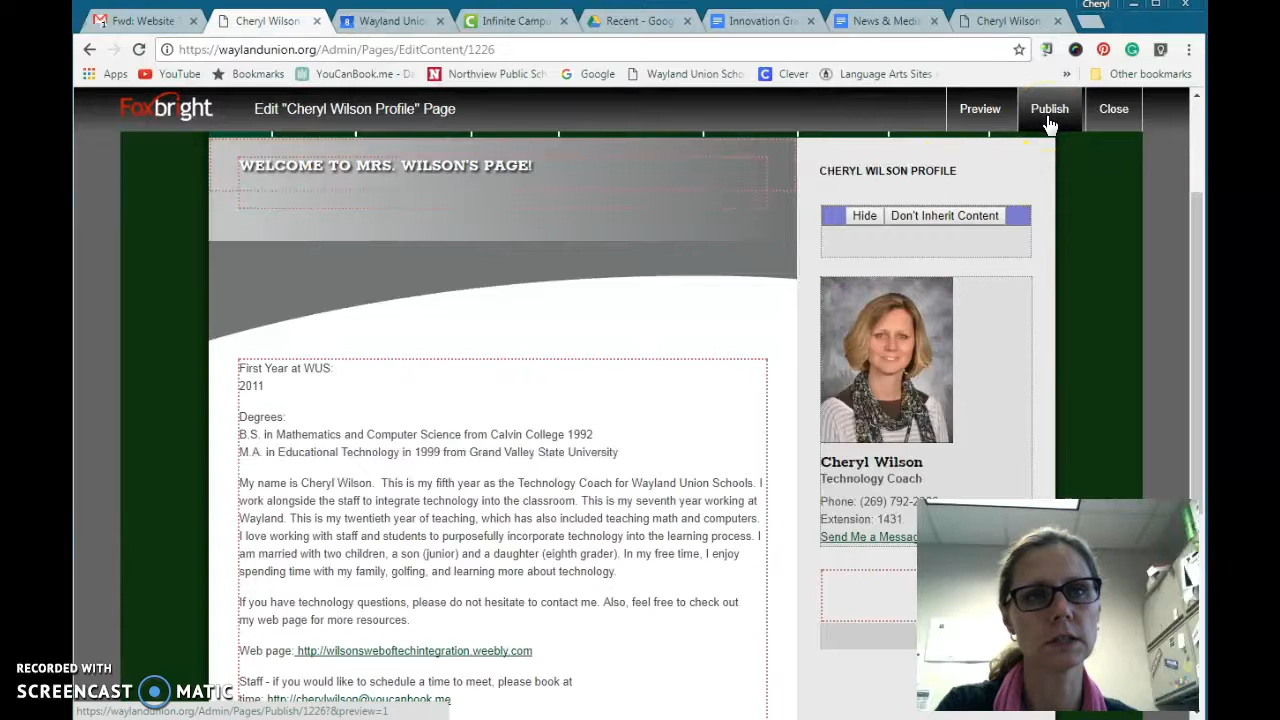 Cheryl
Fwd: Website
Cheryl Wilson
Wayland Union
Infinite Camp
Recent - Goog
Innovation Gra
News & Media
Cheryl Wilson
https://waylandunion.org/Admin/Pages/EditContent/1226
Apps YouTube Bookmarks YouCanBook.me - Da Northview Public Sch Google Wayland Union Scho Clever Language Arts Sites » Other bookmarks
Foxbright Edit "Cheryl Wilson Profile" Page Preview Publish Close
WELCOME TO MRS. WILSON'S PAGE!
CHERYL WILSON PROFILE
Hide Don't Inherit Content
First Year at WUS:
2011
Degrees:
B.S. in Mathematics and Computer Science from Calvin College 1992
M.A. in Educational Technology in 1999 from Grand Valley State University
My name is Cheryl Wilson. This is my fifth year as the Technology Coach for Wayland Union Schools. I
work alongside the staff to integrate technology into the classroom. This is my seventh year working at
Wayland. This is my twentieth year of teaching, which has also included teaching math and computers.
I love working with staff and students to purposefully incorporate technology into the learning process. I
am married with two children, a son (junior) and a daughter (eighth grader). In my free time, I enjoy
spending time with my family, golfing, and learning more about technology.
If you have technology questions, please do not hesitate to contact me. Also, feel free to check out
my web page for more resources.
Web page: http://wilsonsweboftechintegration.weebly.com
Staff - if you would like to schedule a time to meet, please book at
time: http://cherylwilson@youcanbook.me
Cheryl Wilson
Technology Coach
Phone: (269) 792-2
Extension: 1431
Send Me a Messag
RECORDED WITH
SCREENCAST MATIC
https://waylandunion.org/Admin/Pages/Publish/1226?&preview=1